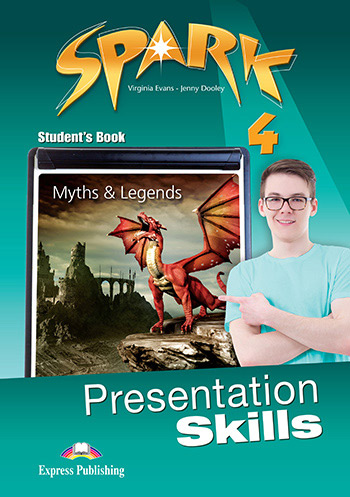 SPARK
Virginia Evans - Jenny Dooley
4
Student's Book
Myths & Legends
Presentation
Skills
Express Publishing